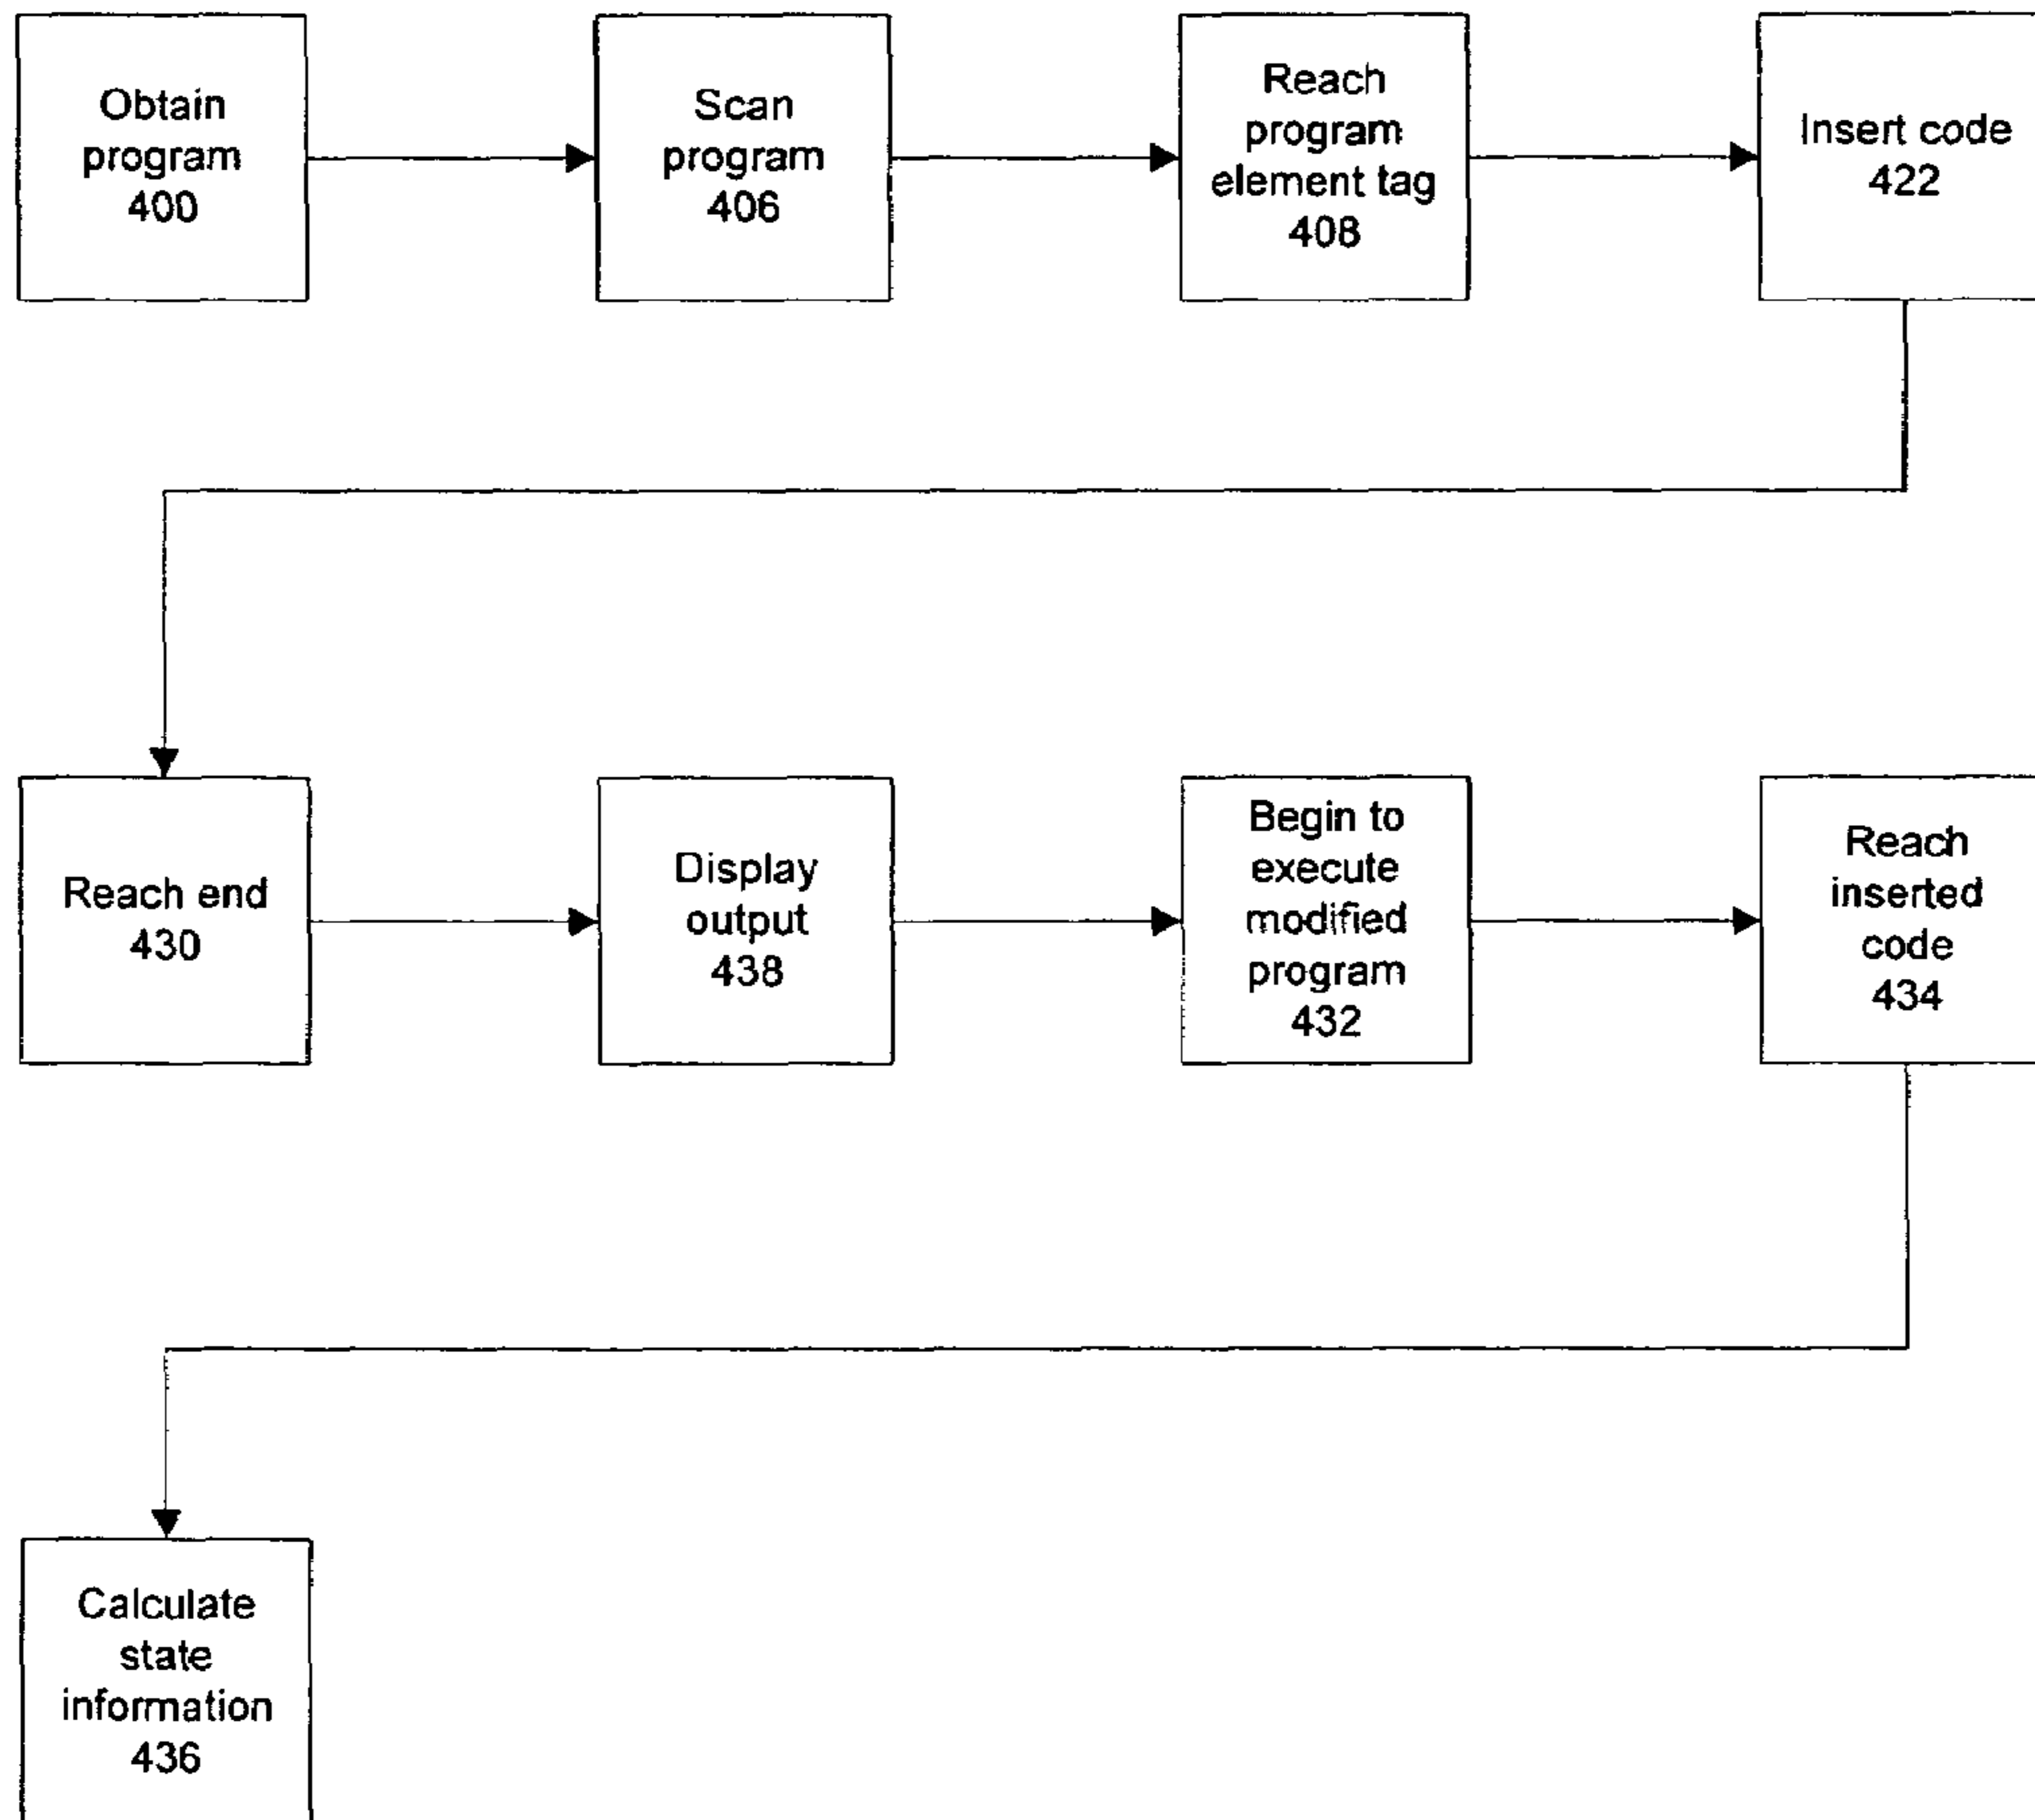 Obtain
program
400
Scan
program
406
Reach
program
element tag
408
Insert code
422
Reach end
430
Display
output
438
Begin to
execute
modified
program
432
Reach
inserted
code
434
Calculate
state
information
436